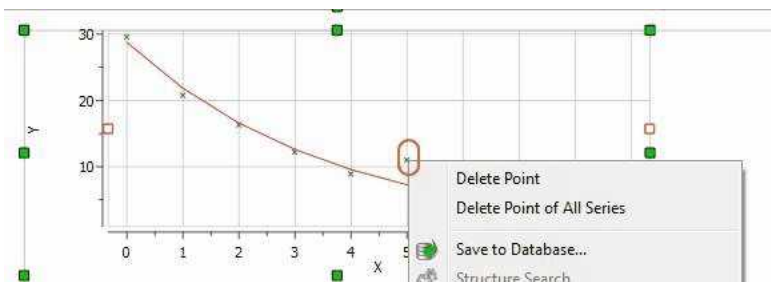 30
Y
20
10
Delete Point
Delete Point of All Series
0 1 2 3 4 5
Save to Database...
X
Structure Search